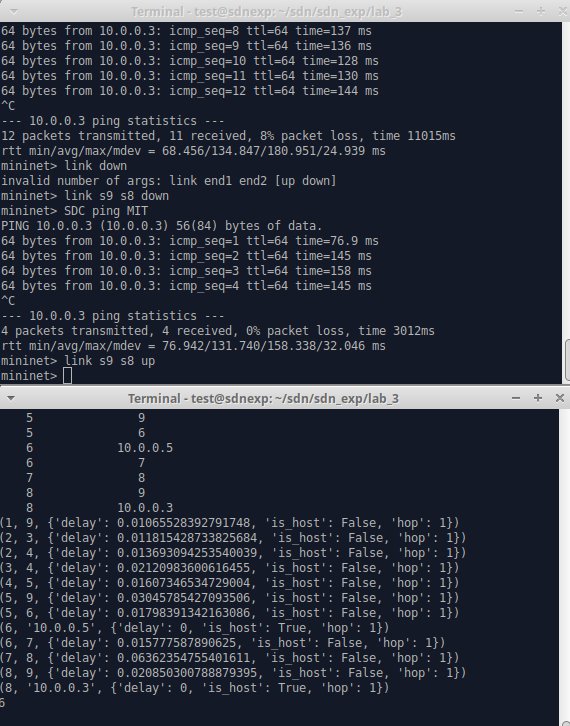 Terminal - test@sdnexp: ~/sdn/sdn_exp/lab_3
64 bytes from 10.0.0.3: icmp_seq=8 ttl=64 time=137 ms
64 bytes from 10.0.0.3: icmp_seq=9 ttl=64 time=136 ms
64 bytes from 10.0.0.3: icmp_seq=10 ttl=64 time=128 ms
64 bytes from 10.0.0.3: icmp_seq=11 ttl=64 time=130 ms
64 bytes from 10.0.0.3: icmp_seq=12 ttl=64 time=144 ms
^C
--- 10.0.0.3 ping statistics ---
12 packets transmitted, 11 received, 8% packet loss, time 11015ms
rtt min/avg/max/mdev = 68.456/134.847/180.951/24.939 ms
mininet> link down
invalid number of args: link end1 end2 [up down]
mininet> link s9 s8 down
mininet> SDC ping MIT
PING 10.0.0.3 (10.0.0.3) 56(84) bytes of data.
64 bytes from 10.0.0.3: icmp_seq=1 ttl=64 time=76.9 ms
64 bytes from 10.0.0.3: icmp_seq=2 ttl=64 time=145 ms
64 bytes from 10.0.0.3: icmp_seq=3 ttl=64 time=158 ms
64 bytes from 10.0.0.3: icmp_seq=4 ttl=64 time=145 ms
^C
--- 10.0.0.3 ping statistics ---
4 packets transmitted, 4 received, 0% packet loss, time 3012ms
rtt min/avg/max/mdev = 76.942/131.740/158.338/32.046 ms
mininet> link s9 s8 up
mininet>
Terminal - test@sdnexp: ~/sdn/sdn_exp/lab_3
5 9
5 6
6 10.0.0.5
6 7
7 8
8 9
8 10.0.0.3
(1, 9, {'delay': 0.01065528392791748, 'is_host': False, 'hop': 1})
(2, 3, {'delay': 0.011815428733825684, 'is_host': False, 'hop': 1})
(2, 4, {'delay': 0.013693094253540039, 'is_host': False, 'hop': 1})
(3, 4, {'delay': 0.02120983600616455, 'is_host': False, 'hop': 1})
(4, 5, {'delay': 0.01607346534729004, 'is_host': False, 'hop': 1})
(5, 9, {'delay': 0.03045785427093506, 'is_host': False, 'hop': 1})
(5, 6, {'delay': 0.01798391342163086, 'is_host': False, 'hop': 1})
(6, '10.0.0.5', {'delay': 0, 'is_host': True, 'hop': 1})
(6, 7, {'delay': 0.015777587890625, 'is_host': False, 'hop': 1})
(7, 8, {'delay': 0.06362354755401611, 'is_host': False, 'hop': 1})
(8, 9, {'delay': 0.020850300788879395, 'is_host': False, 'hop': 1})
(8, '10.0.0.3', {'delay': 0, 'is_host': True, 'hop': 1})
6